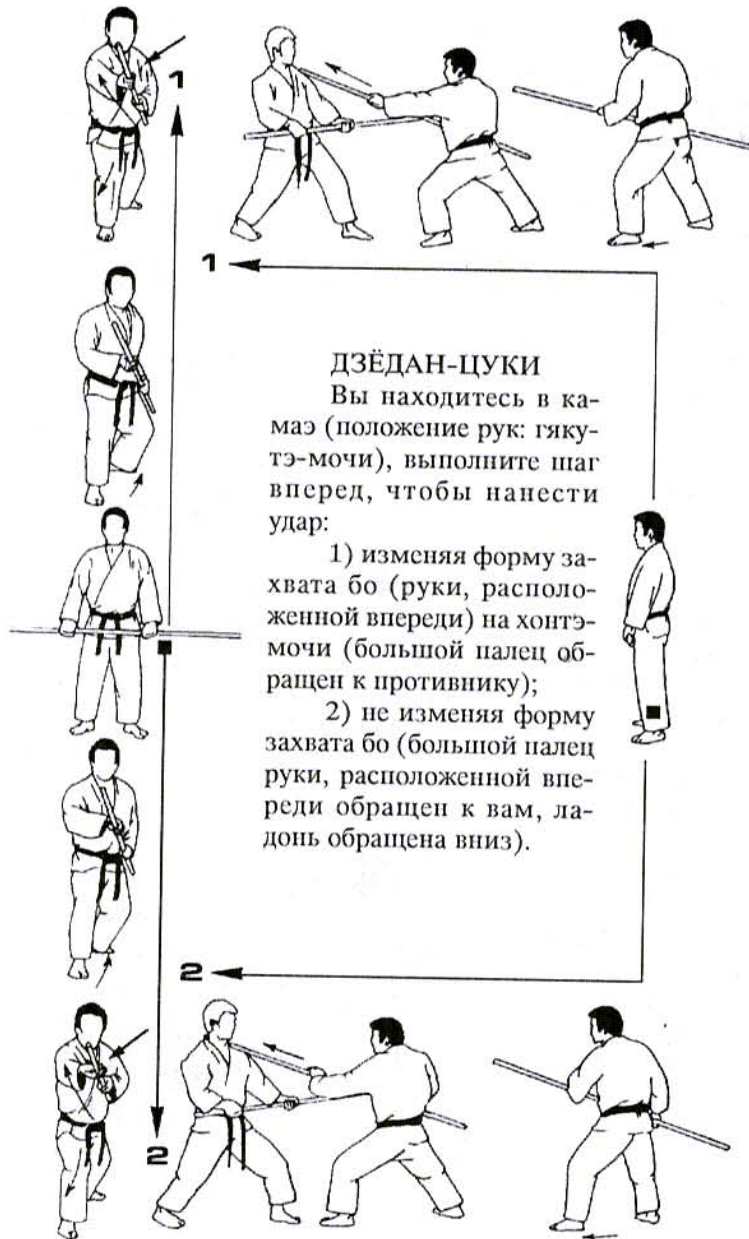 1
1
ДЗЁДАН-ЦУКИ
Вы находитесь в ка-
маэ (положение рук: гяку-
тэ-мочи), выполните шаг
вперед, чтобы нанести
удар:
1) изменяя форму за-
хвата бо (руки, располо-
женной впереди) на хонтэ-
мочи (большой палец об-
ращен к противнику);
2) не изменяя форму
захвата бо (большой палец
руки, расположенной впе-
реди обращен к вам, ла-
донь обращена вниз).
2
2